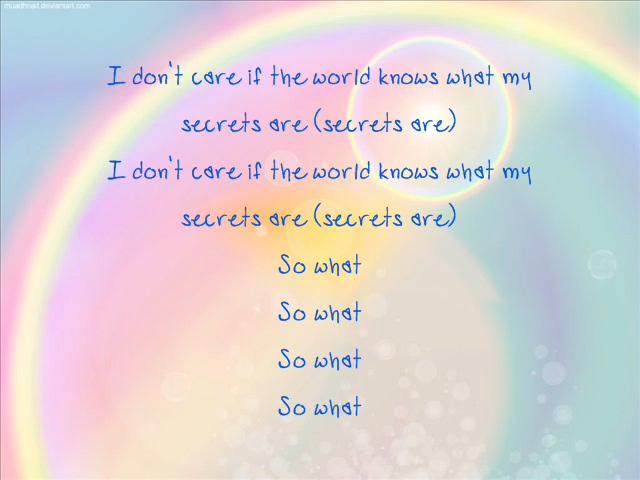 muadhnait.deviantart.com
I don't care if the world knows what my
secrets are (secrets are)
I don't care if the world knows what my
secrets are (secrets are)
So what
So what
So what
So what